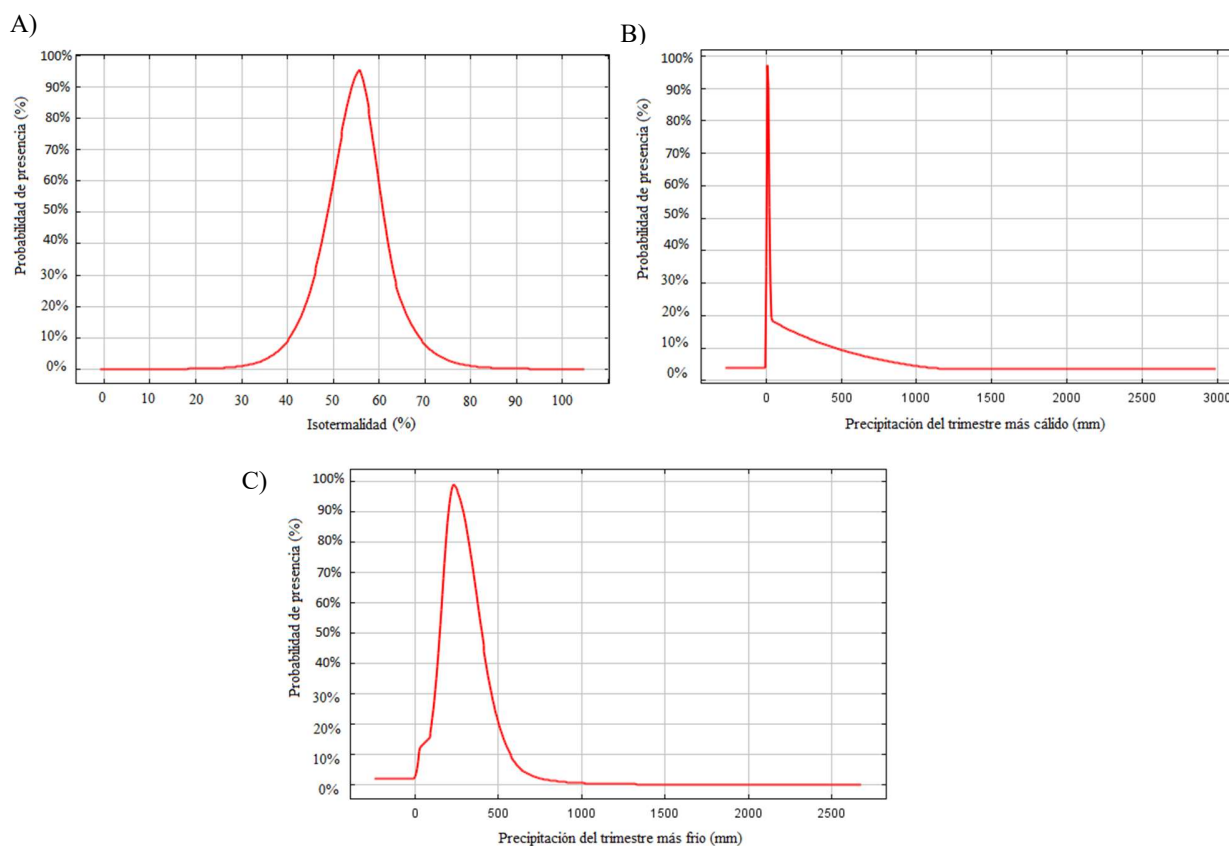 A)
100%
90%
80%
70%
60%
50%
40%
30%
20%
10%
0%
Probabilidad de presencia (%)
0 10 20 30 40 50 60 70 80 90 100
Isotermalidad (%)
B)
100%
90%
80%
70%
60%
50%
40%
30%
20%
10%
0%
Probabilidad de presencia (%)
0 500 1000 1500 2000 2500 3000
Precipitación del trimestre más cálido (mm)
C)
100%
90%
80%
70%
60%
50%
40%
30%
20%
10%
0%
Probabilidad de presencia (%)
0 500 1000 1500 2000 2500
Precipitación del trimestre más frio (mm)